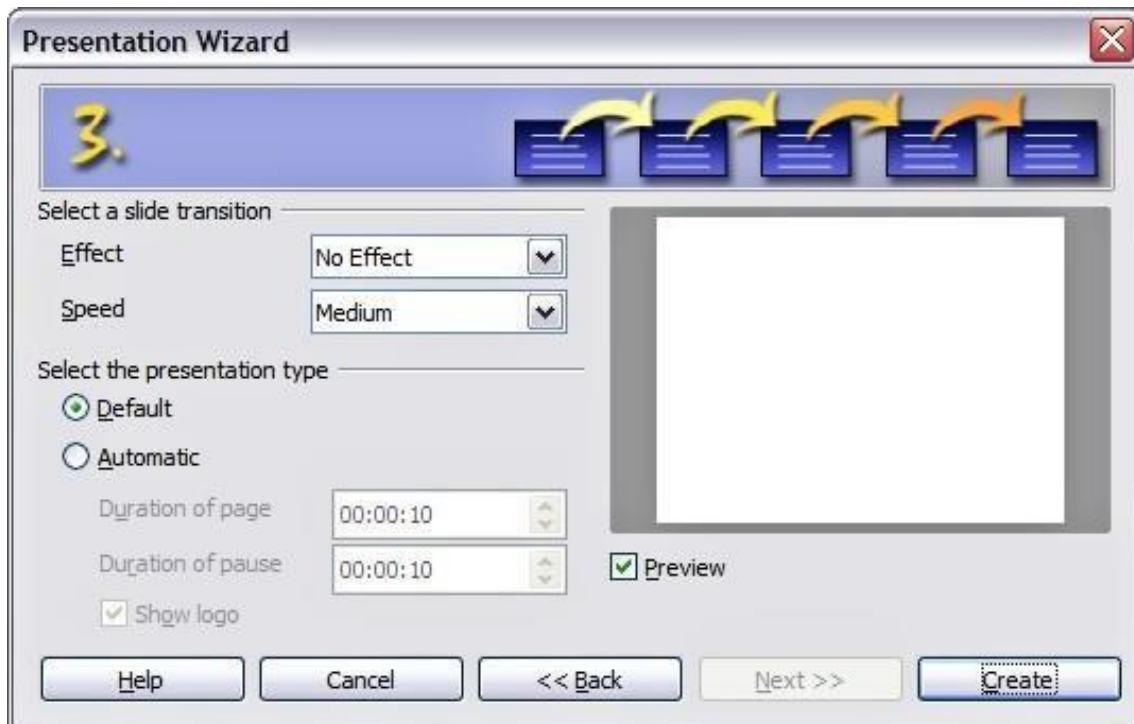 Presentation Wizard
3.
Select a slide transition
Effect No Effect
Speed Medium
Select the presentation type
Default
Automatic
Duration of page 00:00:10
Duration of pause 00:00:10
Preview
Show logo
Help Cancel << Back Next >> Create